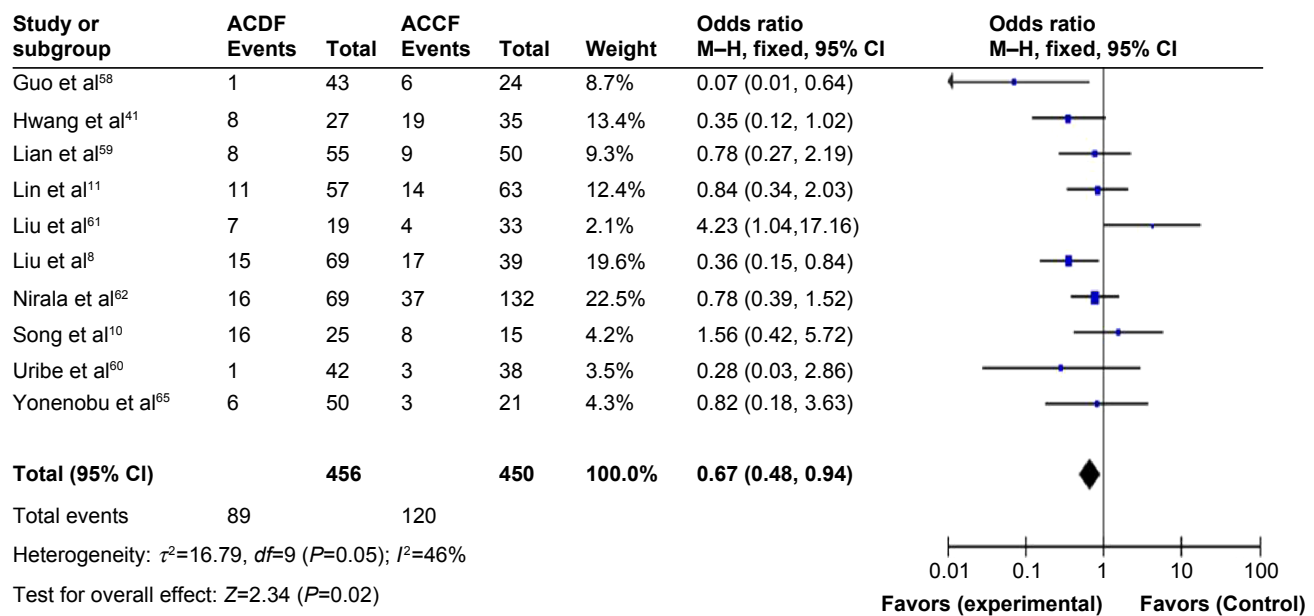 Study or subgroup ACDF Events Total ACCF Events Total Weight Odds ratio M–H, fixed, 95% CI Odds ratio M–H, fixed, 95% CI
Guo et al⁵⁸ 1 43 6 24 8.7% 0.07 (0.01, 0.64)
Hwang et al⁴¹ 8 27 19 35 13.4% 0.35 (0.12, 1.02)
Lian et al⁵⁹ 8 55 9 50 9.3% 0.78 (0.27, 2.19)
Lin et al¹¹ 11 57 14 63 12.4% 0.84 (0.34, 2.03)
Liu et al⁶¹ 7 19 4 33 2.1% 4.23 (1.04,17.16)
Liu et al⁸ 15 69 17 39 19.6% 0.36 (0.15, 0.84)
Nirala et al⁶² 16 69 37 132 22.5% 0.78 (0.39, 1.52)
Song et al¹⁰ 16 25 8 15 4.2% 1.56 (0.42, 5.72)
Uribe et al⁶⁰ 1 42 3 38 3.5% 0.28 (0.03, 2.86)
Yonenobu et al⁶⁵ 6 50 3 21 4.3% 0.82 (0.18, 3.63)
Total (95% CI) 456 450 100.0% 0.67 (0.48, 0.94)
Total events 89 120
Heterogeneity: τ²=16.79, df=9 (P=0.05); I²=46%
Test for overall effect: Z=2.34 (P=0.02)
0.01 0.1 1 10 100
Favors (experimental) Favors (Control)